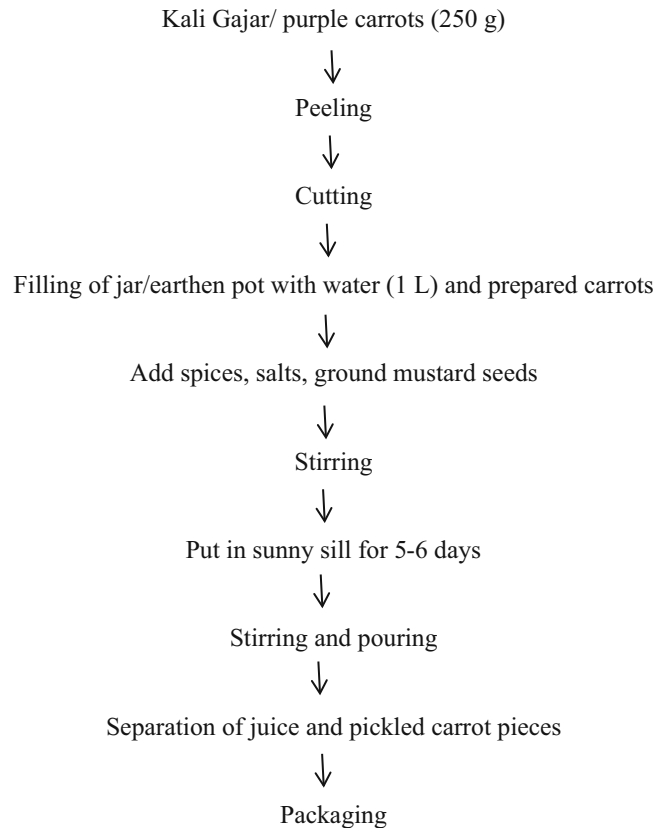 Kali Gajar/ purple carrots (250 g)
Peeling
Cutting
Filling of jar/earthen pot with water (1 L) and prepared carrots
Add spices, salts, ground mustard seeds
Stirring
Put in sunny sill for 5-6 days
Stirring and pouring
Separation of juice and pickled carrot pieces
Packaging